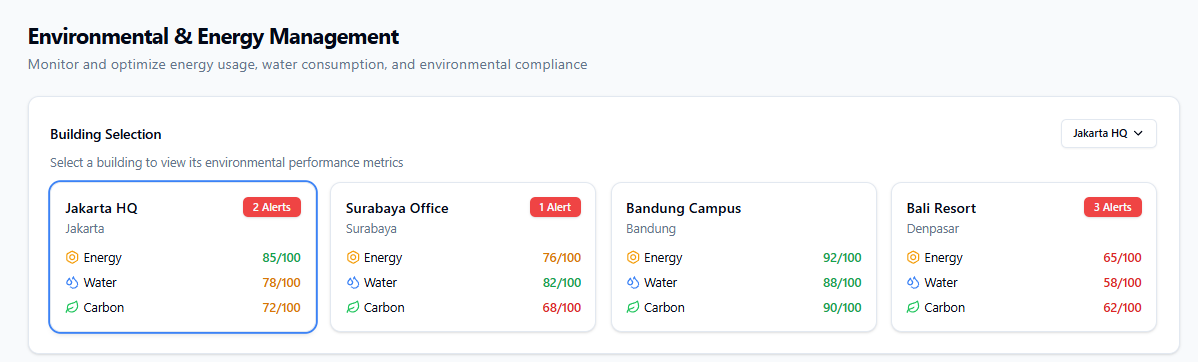 Environmental & Energy Management
Monitor and optimize energy usage, water consumption, and environmental compliance
Building Selection
Jakarta HQ
Select a building to view its environmental performance metrics
Jakarta HQ
2 Alerts
Jakarta
Energy 85/100
Water 78/100
Carbon 72/100
Surabaya Office
1 Alert
Surabaya
Energy 76/100
Water 82/100
Carbon 68/100
Bandung Campus
Bandung
Energy 92/100
Water 88/100
Carbon 90/100
Bali Resort
3 Alerts
Denpasar
Energy 65/100
Water 58/100
Carbon 62/100